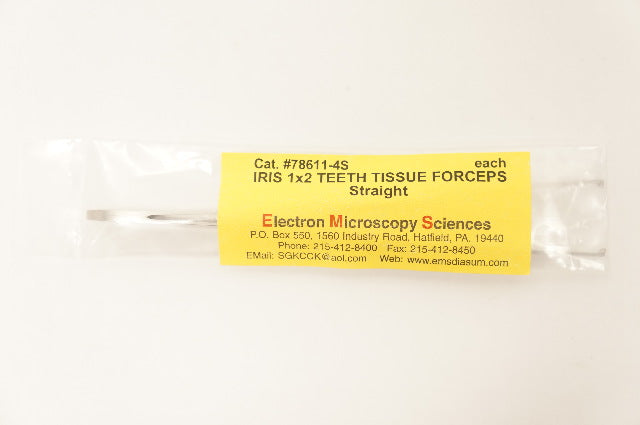 Cat. #78611-4S each
IRIS 1x2 TEETH TISSUE FORCEPS
Straight
Electron Microscopy Sciences
P.O. Box 550, 1560 Industry Road, Hatfield, PA. 19440
Phone: 215-412-8400 Fax: 215-412-8450
EMail: SGKCCK@aol.com Web: www.emsdiasum.com